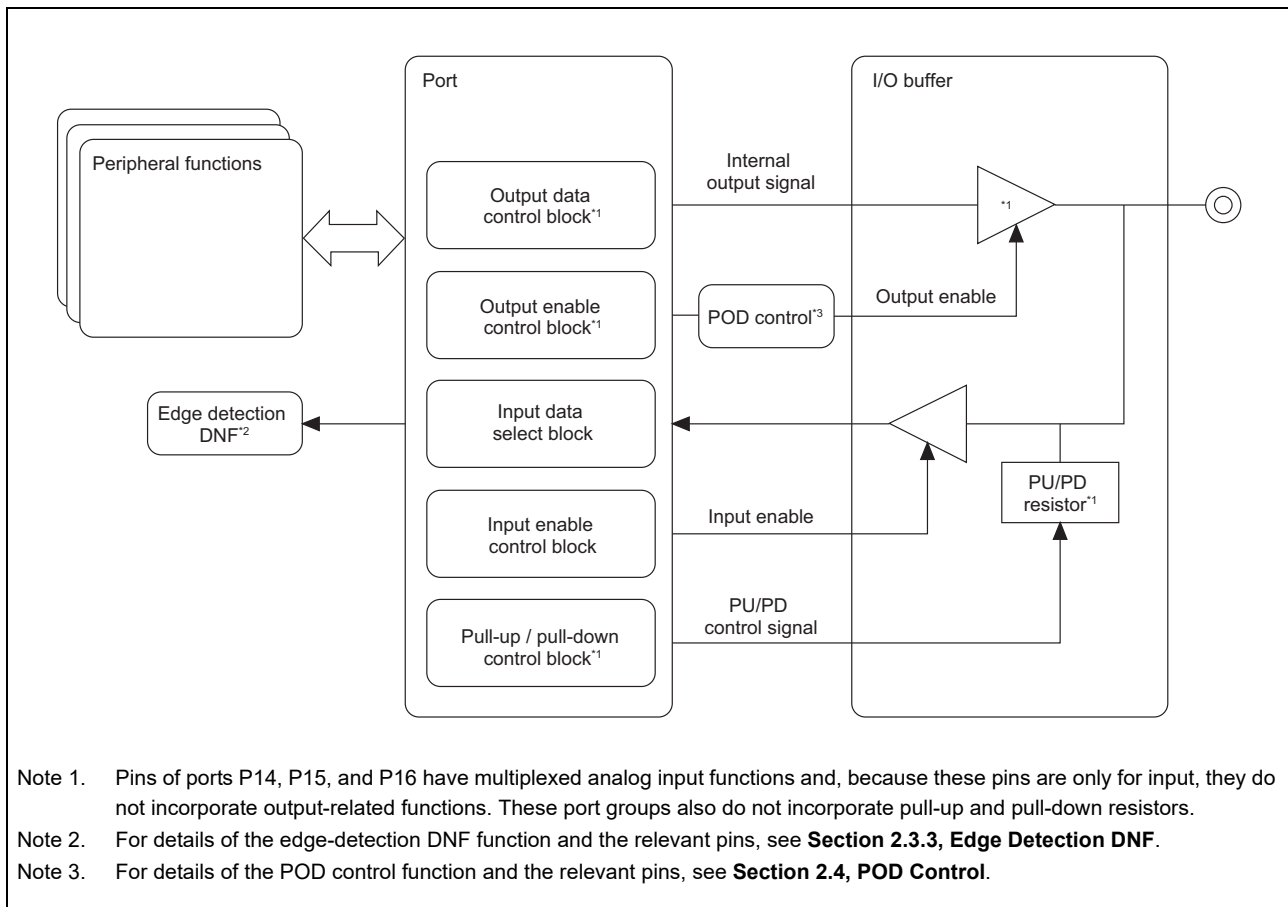 Port
I/O buffer
Peripheral functions
Output data
control block*1
Internal
output signal
*1
Output enable
control block*1
POD control*3
Output enable
Edge detection
DNF*2
Input data
select block
PU/PD
resistor*1
Input enable
control block
Input enable
Pull-up / pull-down
control block*1
PU/PD
control signal
Note 1. Pins of ports P14, P15, and P16 have multiplexed analog input functions and, because these pins are only for input, they do
not incorporate output-related functions. These port groups also do not incorporate pull-up and pull-down resistors.
Note 2. For details of the edge-detection DNF function and the relevant pins, see Section 2.3.3, Edge Detection DNF.
Note 3. For details of the POD control function and the relevant pins, see Section 2.4, POD Control.